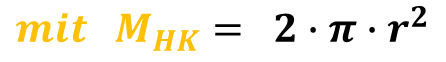 mit M_HK = 2 · π · r²